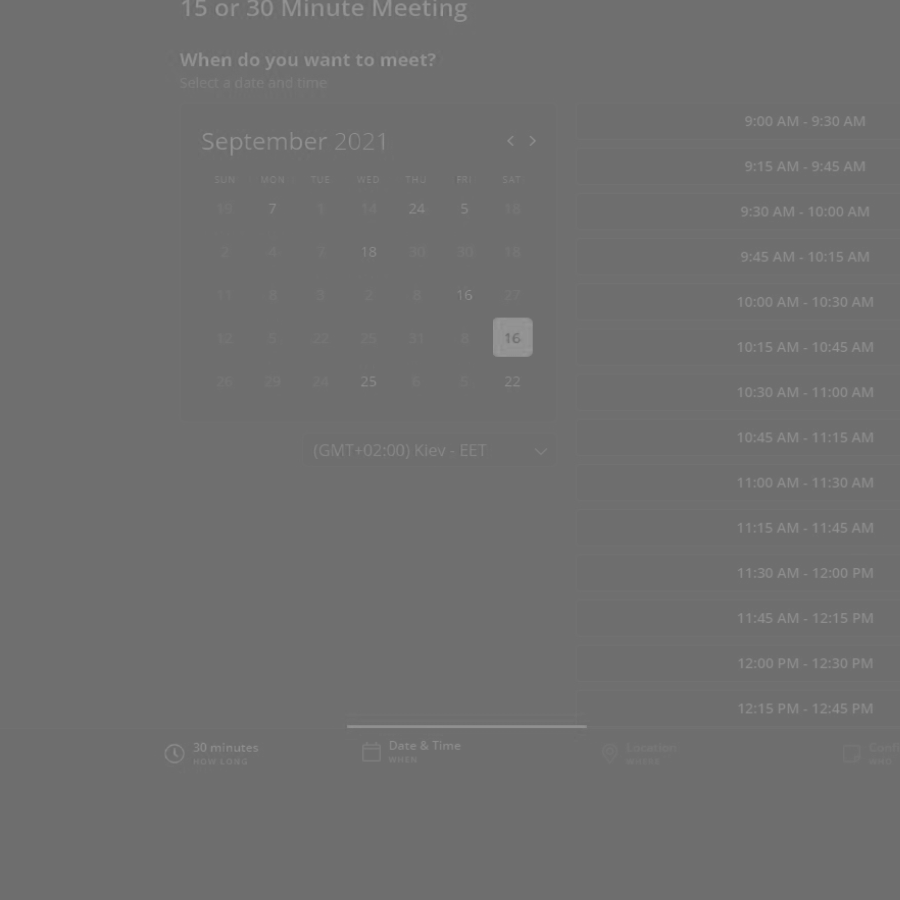 15 or 30 Minute Meeting
When do you want to meet?
Select a date and time
September 2021
SUN MON TUE WED THU FRI SAT
19 7 1 14 24 5 18
2 4 7 18 30 30 18
11 8 3 2 8 16 27
12 5 22 25 31 8 16
26 29 24 25 6 5 22
(GMT+02:00) Kiev - EET
9:00 AM - 9:30 AM
9:15 AM - 9:45 AM
9:30 AM - 10:00 AM
9:45 AM - 10:15 AM
10:00 AM - 10:30 AM
10:15 AM - 10:45 AM
10:30 AM - 11:00 AM
10:45 AM - 11:15 AM
11:00 AM - 11:30 AM
11:15 AM - 11:45 AM
11:30 AM - 12:00 PM
11:45 AM - 12:15 PM
12:00 PM - 12:30 PM
12:15 PM - 12:45 PM
30 minutes
HOW LONG
Date & Time
WHEN
Location
WHERE
Confi
WHO